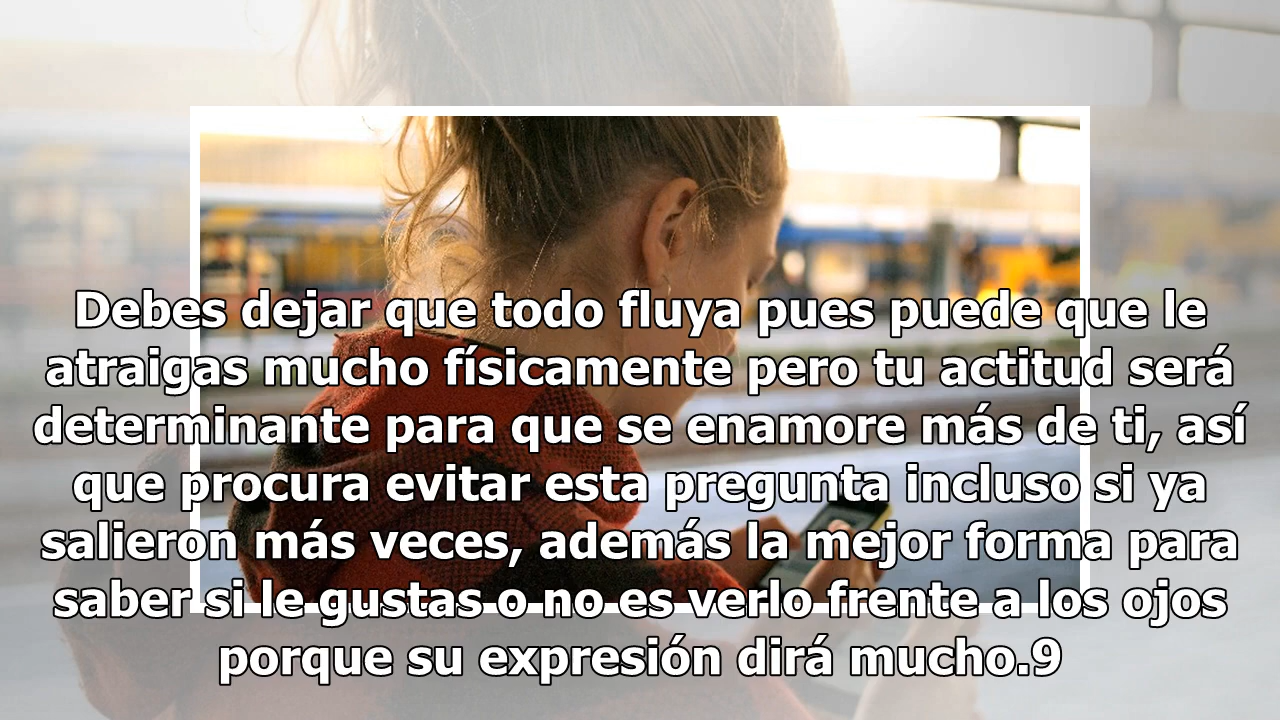 Debes dejar que todo fluya pues puede que le
atraigas mucho físicamente pero tu actitud será
determinante para que se enamore más de ti, así
que procura evitar esta pregunta incluso si ya
salieron más veces, además la mejor forma para
saber si le gustas o no es verlo frente a los ojos
porque su expresión dirá mucho.9